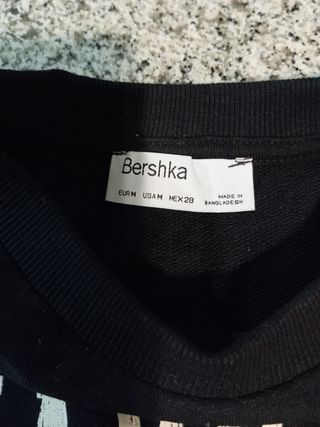 Bershka
EUR M USA M MEX 28
MADE IN
BANGLADESH